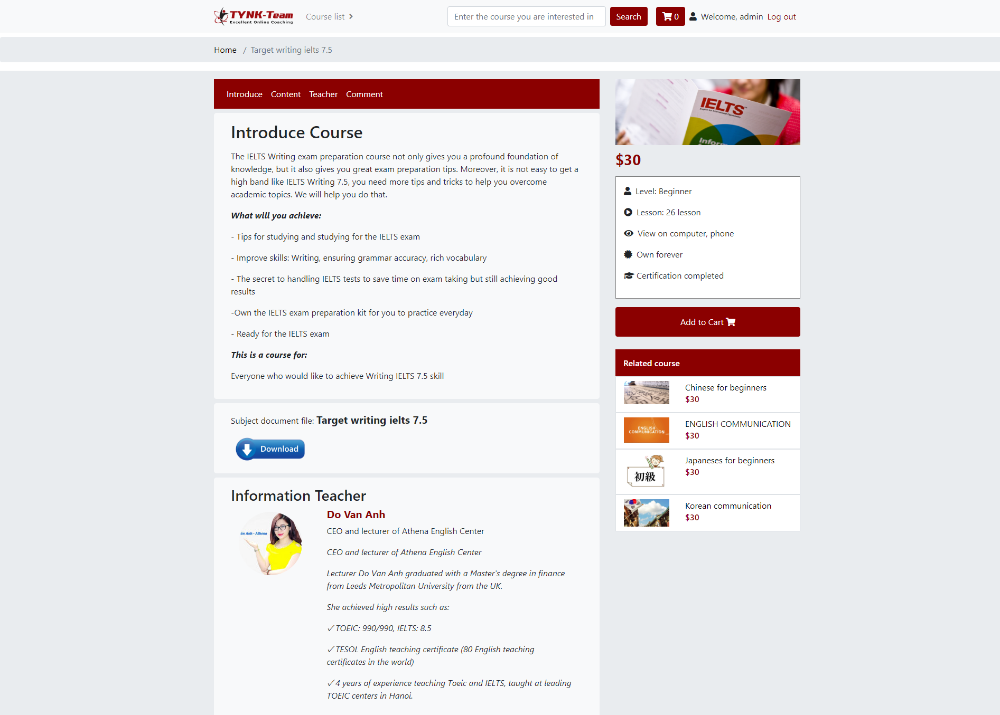 TYNK-Team
Excellent Online Coaching
Course list
Enter the course you are interested in
Search
0
Welcome, admin
Log out
Home / Target writing ielts 7.5
Introduce Content Teacher Comment
Introduce Course
The IELTS Writing exam preparation course not only gives you a profound foundation of
knowledge, but it also gives you great exam preparation tips. Moreover, it is not easy to get a
high band like IELTS Writing 7.5, you need more tips and tricks to help you overcome
academic topics. We will help you do that.
What will you achieve:
- Tips for studying and studying for the IELTS exam
- Improve skills: Writing, ensuring grammar accuracy, rich vocabulary
- The secret to handling IELTS tests to save time on exam taking but still achieving good
results
-Own the IELTS exam preparation kit for you to practice everyday
- Ready for the IELTS exam
This is a course for:
Everyone who would like to achieve Writing IELTS 7.5 skill
Subject document file: Target writing ielts 7.5
Download
Information Teacher
ân Anh - Athena
Do Van Anh
CEO and lecturer of Athena English Center
CEO and lecturer of Athena English Center
Lecturer Do Van Anh graduated with a Master's degree in finance
from Leeds Metropolitan University from the UK.
She achieved high results such as:
✓TOEIC: 990/990, IELTS: 8.5
✓TESOL English teaching certificate (80 English teaching
certificates in the world)
✓4 years of experience teaching Toeic and IELTS, taught at leading
TOEIC centers in Hanoi.
IELTS™
English for International Opportunity
Inform
$30
Level: Beginner
Lesson: 26 lesson
View on computer, phone
Own forever
Certification completed
Add to Cart
Related course
Chinese for beginners
$30
ENGLISH
COMMUNICATION
ENGLISH COMMUNICATION
$30
初級
Japaneses for beginners
$30
Korean communication
$30